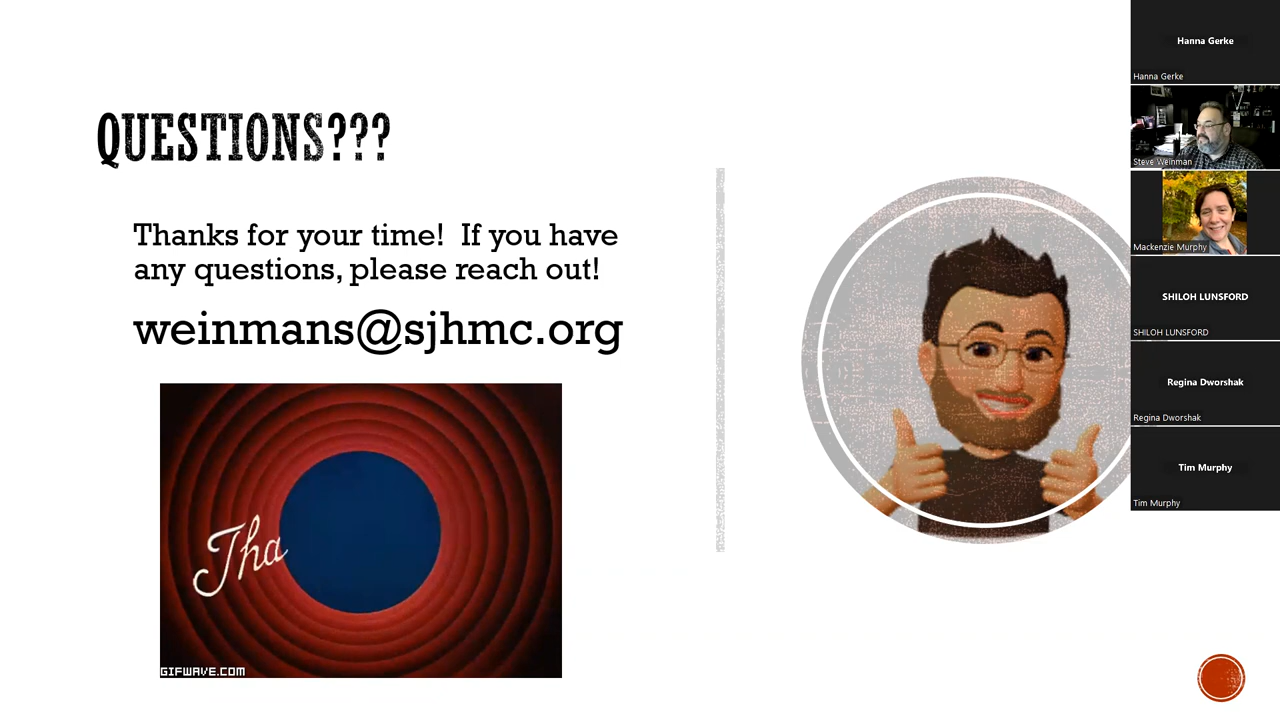 QUESTIONS???
Thanks for your time!  If you have
any questions, please reach out!
weinmans@sjhmc.org
Tha
GIFWAVE.COM
Hanna Gerke
Hanna Gerke
Steve Weinman
Mackenzie Murphy
SHILOH LUNSFORD
SHILOH LUNSFORD
Regina Dworshak
Regina Dworshak
Tim Murphy
Tim Murphy